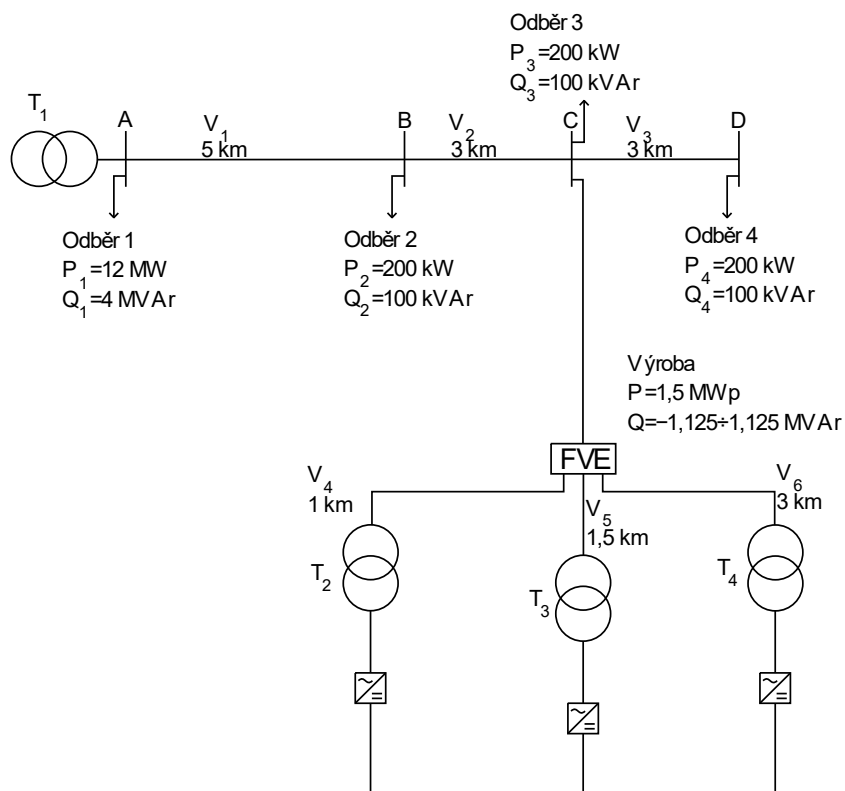 Odběr 3
P3=200 kW
Q3=100 kVAr
T1
A
V1
5 km
B
V2
3 km
C
V3
3 km
D
Odběr 1
P1=12 MW
Q1=4 MVAr
Odběr 2
P2=200 kW
Q2=100 kVAr
Odběr 4
P4=200 kW
Q4=100 kVAr
Výroba
P=1,5 MWp
Q=−1,125÷1,125 MVAr
FVE
V4
1 km
V5
1,5 km
V6
3 km
T2
T3
T4